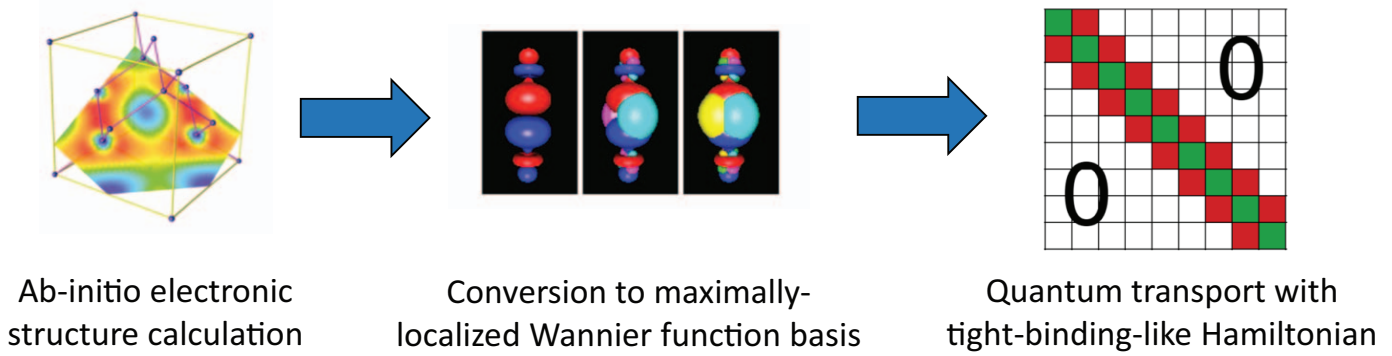 0
0
Ab-initio electronic
structure calculation
Conversion to maximally-
localized Wannier function basis
Quantum transport with
tight-binding-like Hamiltonian